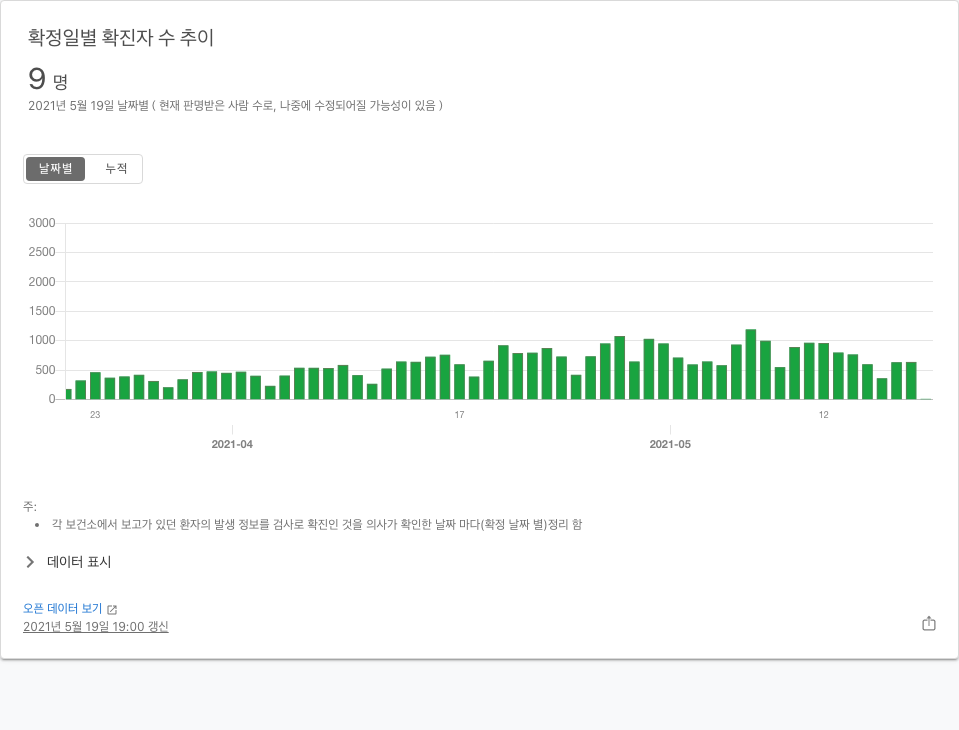 확정일별 확진자 수 추이
9 명
2021년 5월 19일 날짜별 ( 현재 판명받은 사람 수로, 나중에 수정되어질 가능성이 있음 )
날짜별 누적
3000
2500
2000
1500
1000
500
0
23 17 12
2021-04 2021-05
주:
• 각 보건소에서 보고가 있던 환자의 발생 정보를 검사로 확진인 것을 의사가 확인한 날짜 마다(확정 날짜 별)정리 함
데이터 표시
오픈 데이터 보기
2021년 5월 19일 19:00 갱신